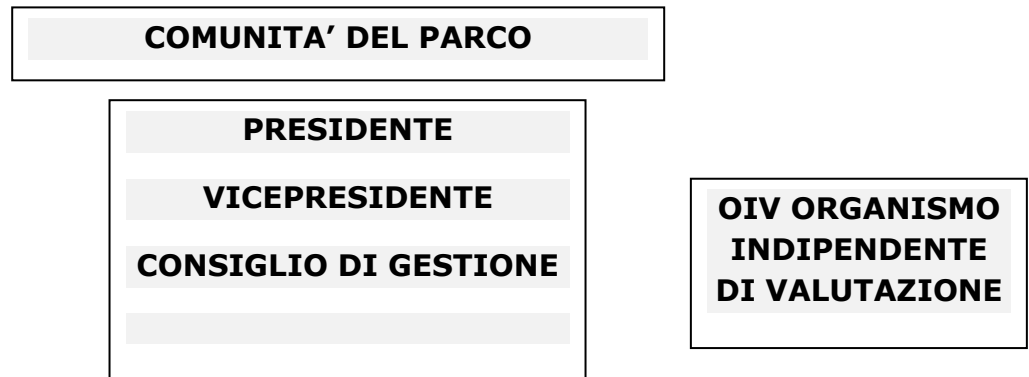 COMUNITA’ DEL PARCO
PRESIDENTE
VICEPRESIDENTE
CONSIGLIO DI GESTIONE
OIV ORGANISMO
INDIPENDENTE
DI VALUTAZIONE